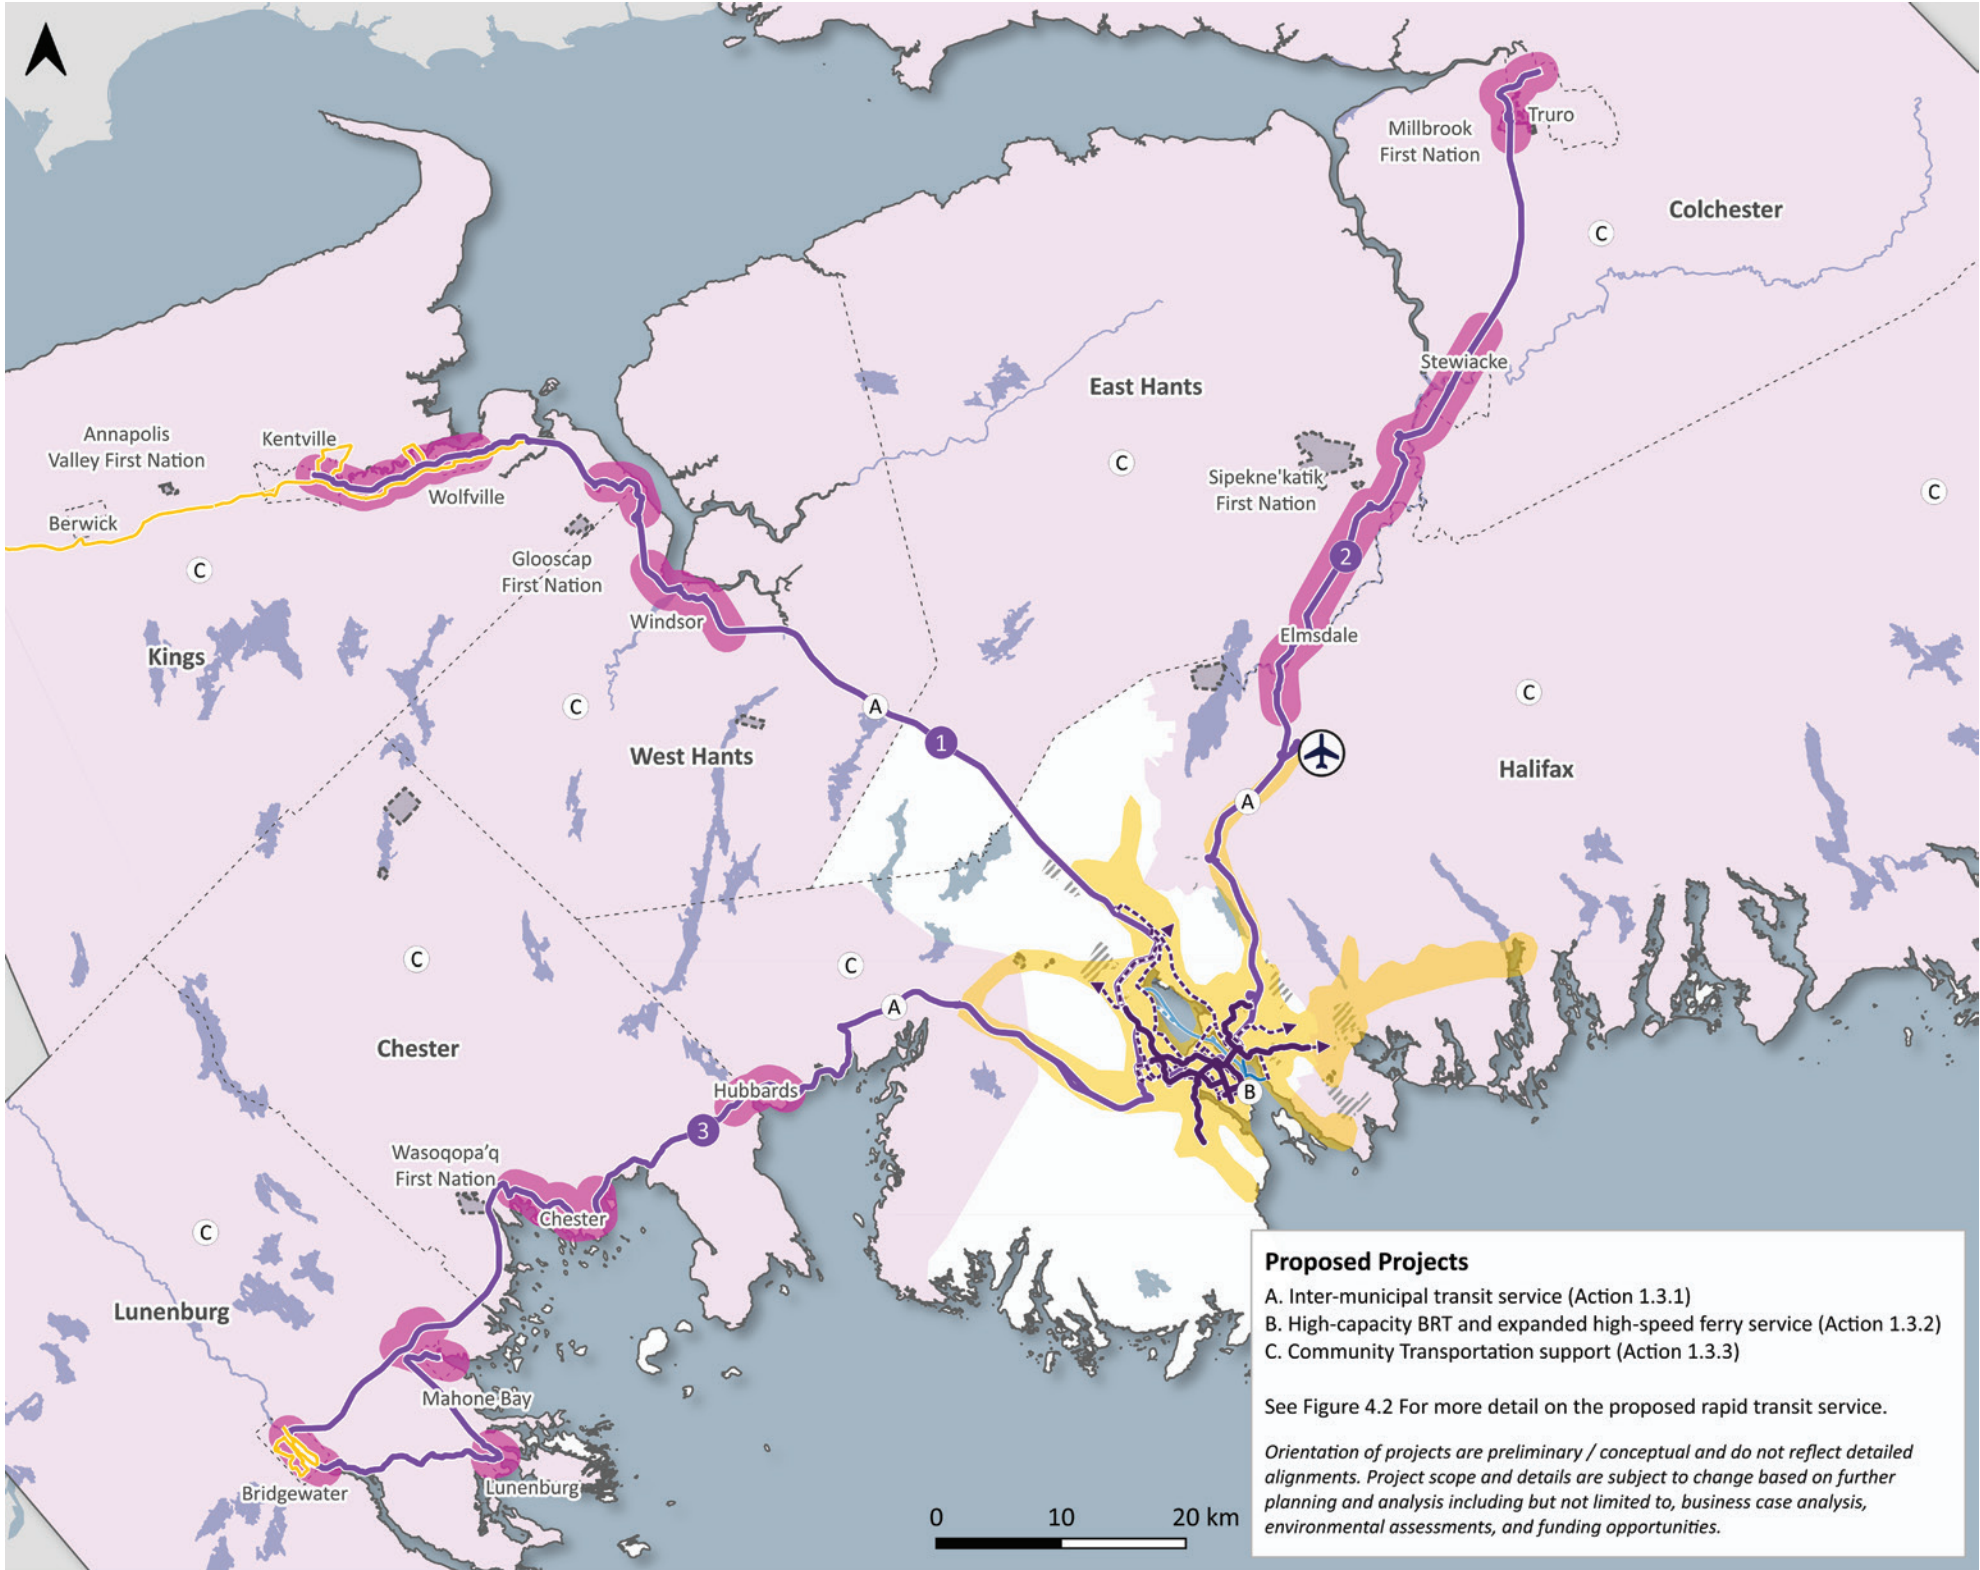 Truro
Millbrook
First Nation
Colchester
C
Stewiacke
East Hants
Annapolis
Valley First Nation
Kentville
C
Sipekne'katik
First Nation
Wolfville
C
Berwick
2
Glooscap
First Nation
C
Windsor
Elmsdale
Kings
C
C
A
1
West Hants
Halifax
A
C
C
A
Chester
Hubbards
B
3
Wasoqopa'q
First Nation
Chester
C
Lunenburg
Mahone Bay
Bridgewater
Lunenburg
0 10 20 km
Proposed Projects
A. Inter-municipal transit service (Action 1.3.1)
B. High-capacity BRT and expanded high-speed ferry service (Action 1.3.2)
C. Community Transportation support (Action 1.3.3)
See Figure 4.2 For more detail on the proposed rapid transit service.
Orientation of projects are preliminary / conceptual and do not reflect detailed
alignments. Project scope and details are subject to change based on further
planning and analysis including but not limited to, business case analysis,
environmental assessments, and funding opportunities.